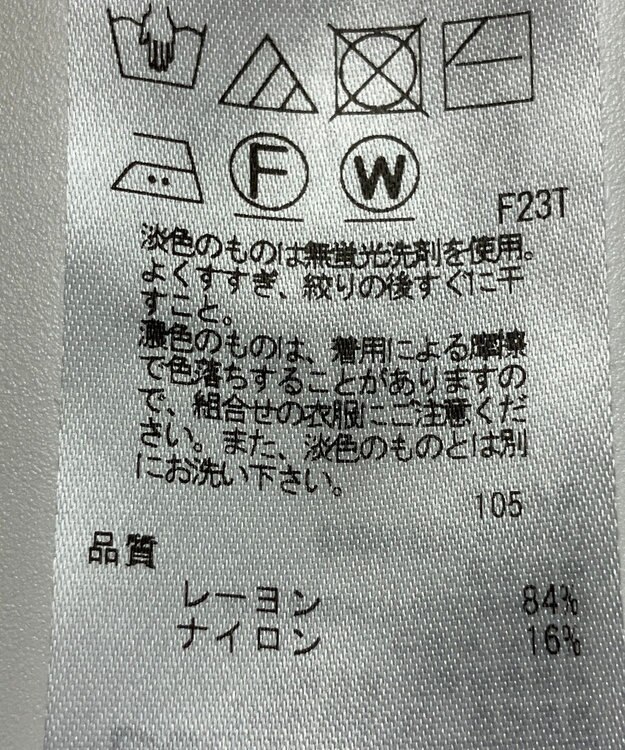 F
W
F23T
淡色のものは無蛍光洗剤を使用。
よくすすぎ、絞りの後すぐに干
すこと。
濃色のものは、着用による摩擦
で色落ちすることがありますの
で、組合せの衣服にご注意くだ
さい。また、淡色のものとは別
にお洗い下さい。
105
品質
レーヨン 84%
ナイロン 16%